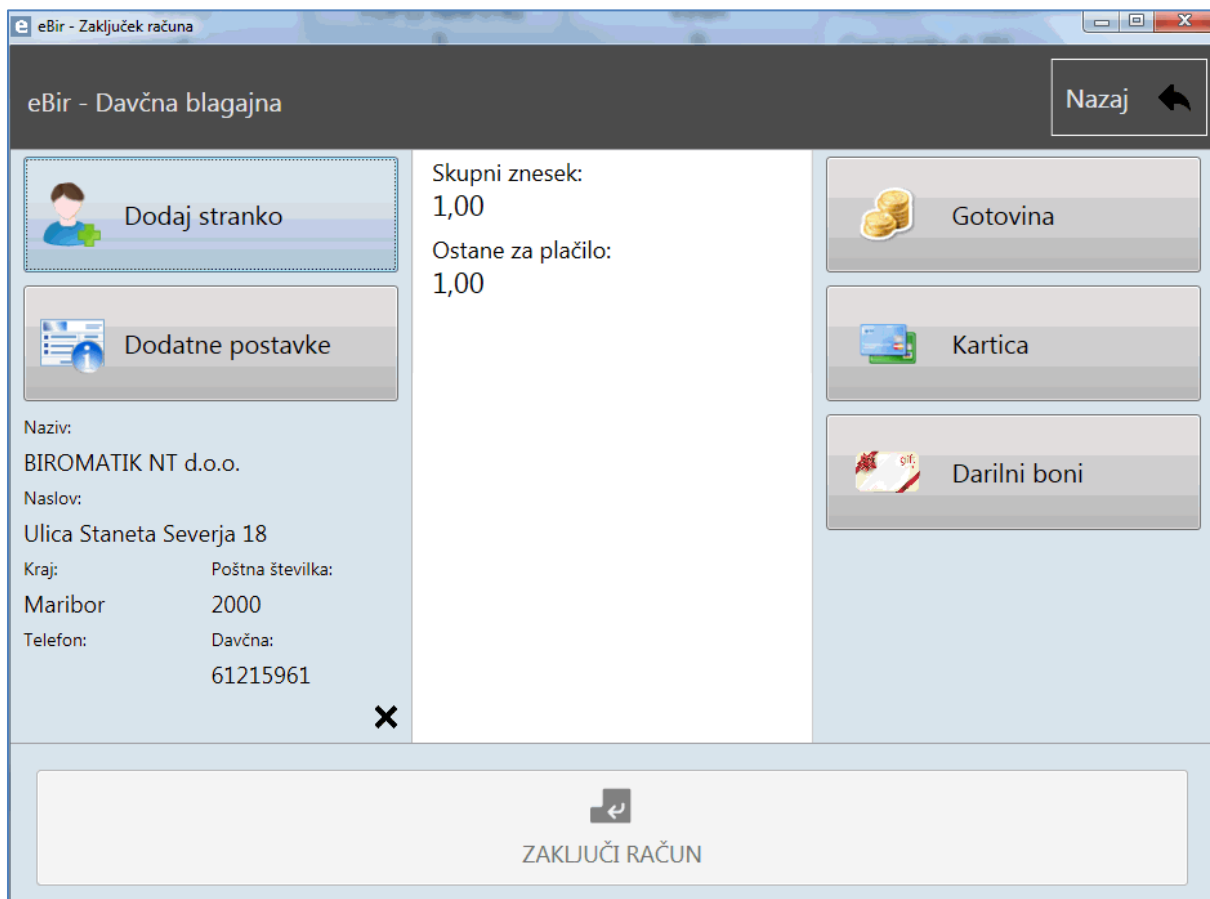 eBir - Zaključek računa
eBir - Davčna blagajna
Nazaj
Dodaj stranko
Dodatne postavke
Naziv:
BIROMATIK NT d.o.o.
Naslov:
Ulica Staneta Severja 18
Kraj: Poštna številka:
Maribor 2000
Telefon: Davčna:
61215961
Skupni znesek:
1,00
Ostane za plačilo:
1,00
Gotovina
Kartica
gift
Darilni boni
ZAKLJUČI RAČUN